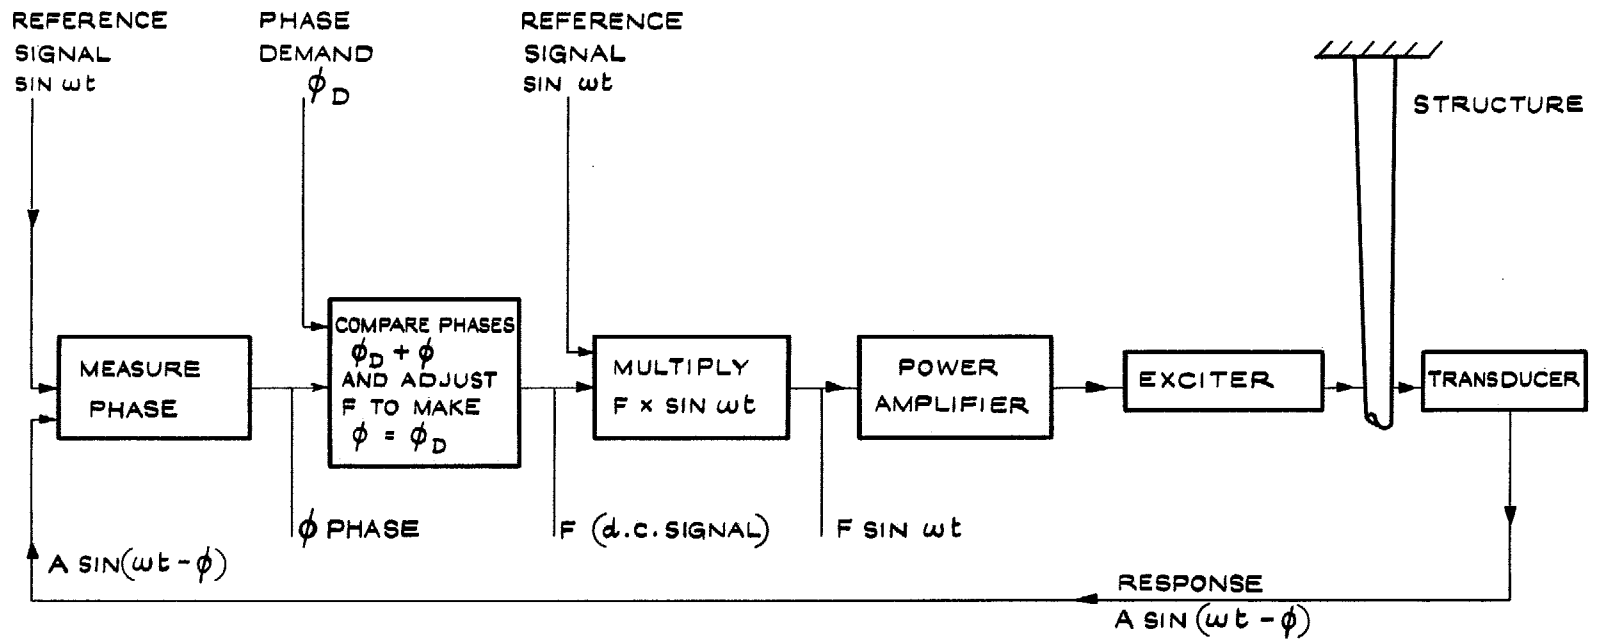 REFERENCE
SIGNAL
SIN ωt
PHASE
DEMAND
ϕD
REFERENCE
SIGNAL
SIN ωt
STRUCTURE
MEASURE
PHASE
COMPARE PHASES
ϕD + ϕ
AND ADJUST
F TO MAKE
ϕ = ϕD
MULTIPLY
F x SIN ωt
POWER
AMPLIFIER
EXCITER
TRANSDUCER
ϕ PHASE
F (d.c. SIGNAL)
F SIN ωt
A SIN(ωt - ϕ)
RESPONSE
A SIN (ωt - ϕ)